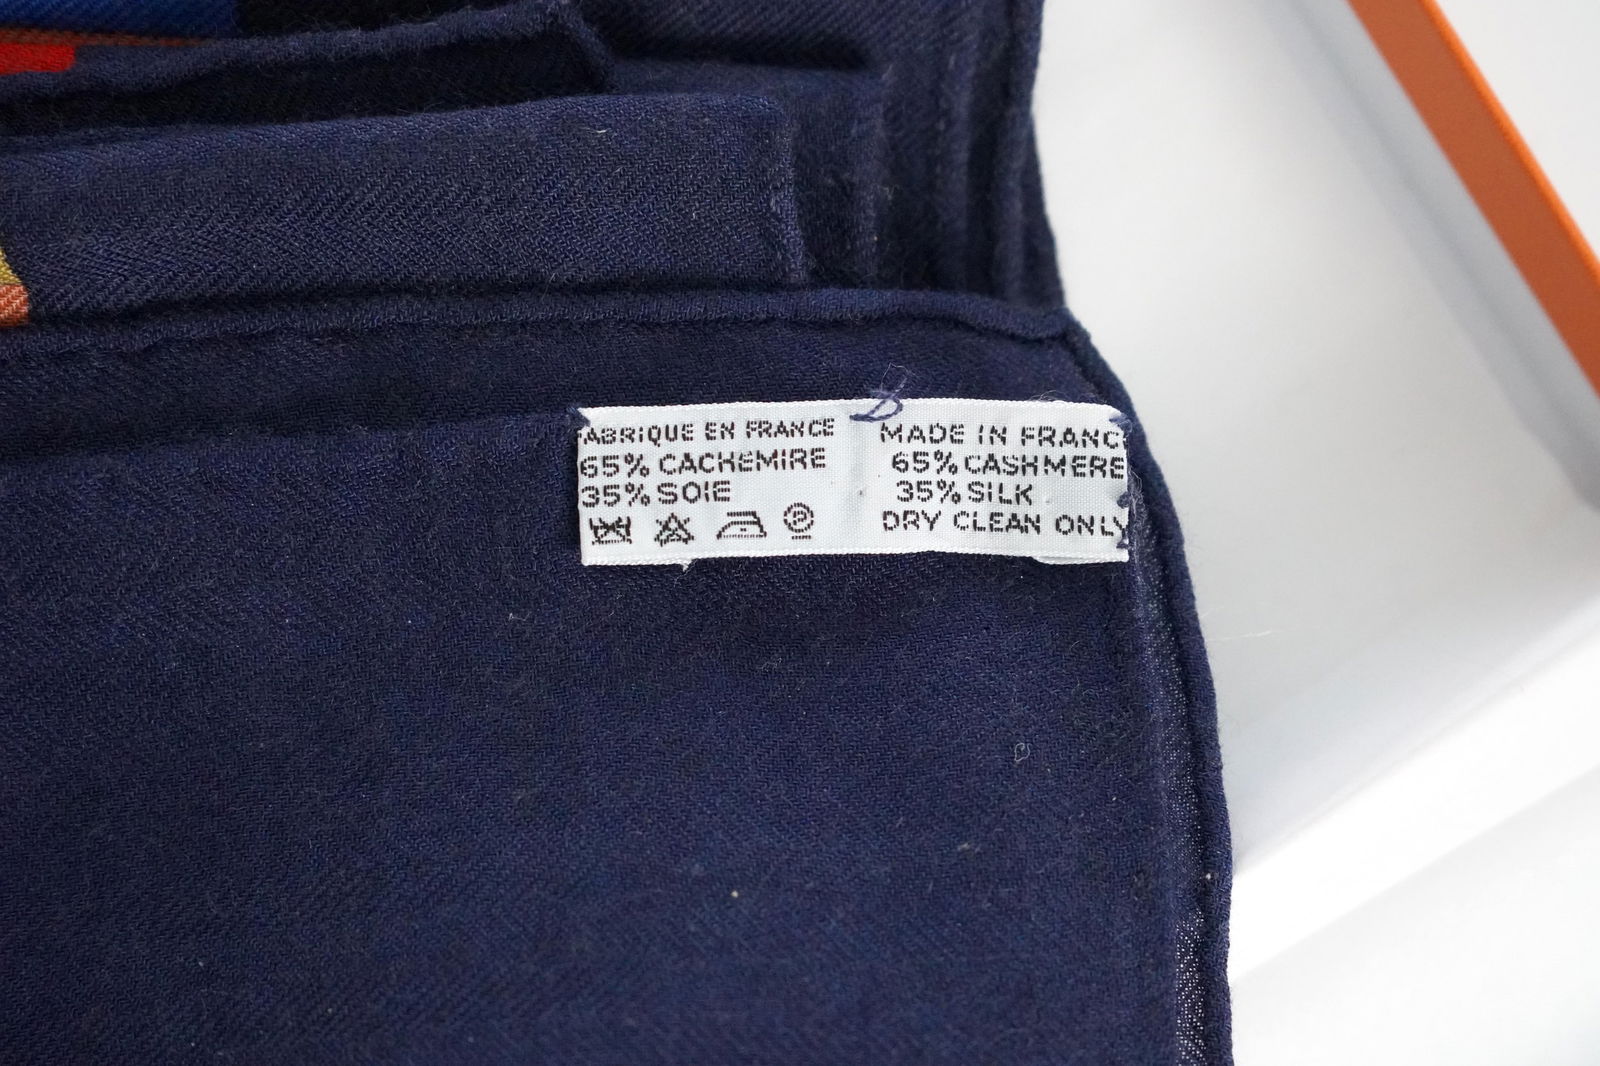 ABRIQUE EN FRANCE
65% CACHEMIRE
35% SOIE
P
MADE IN FRANC
65% CASHMERE
35% SILK
DRY CLEAN ONLY